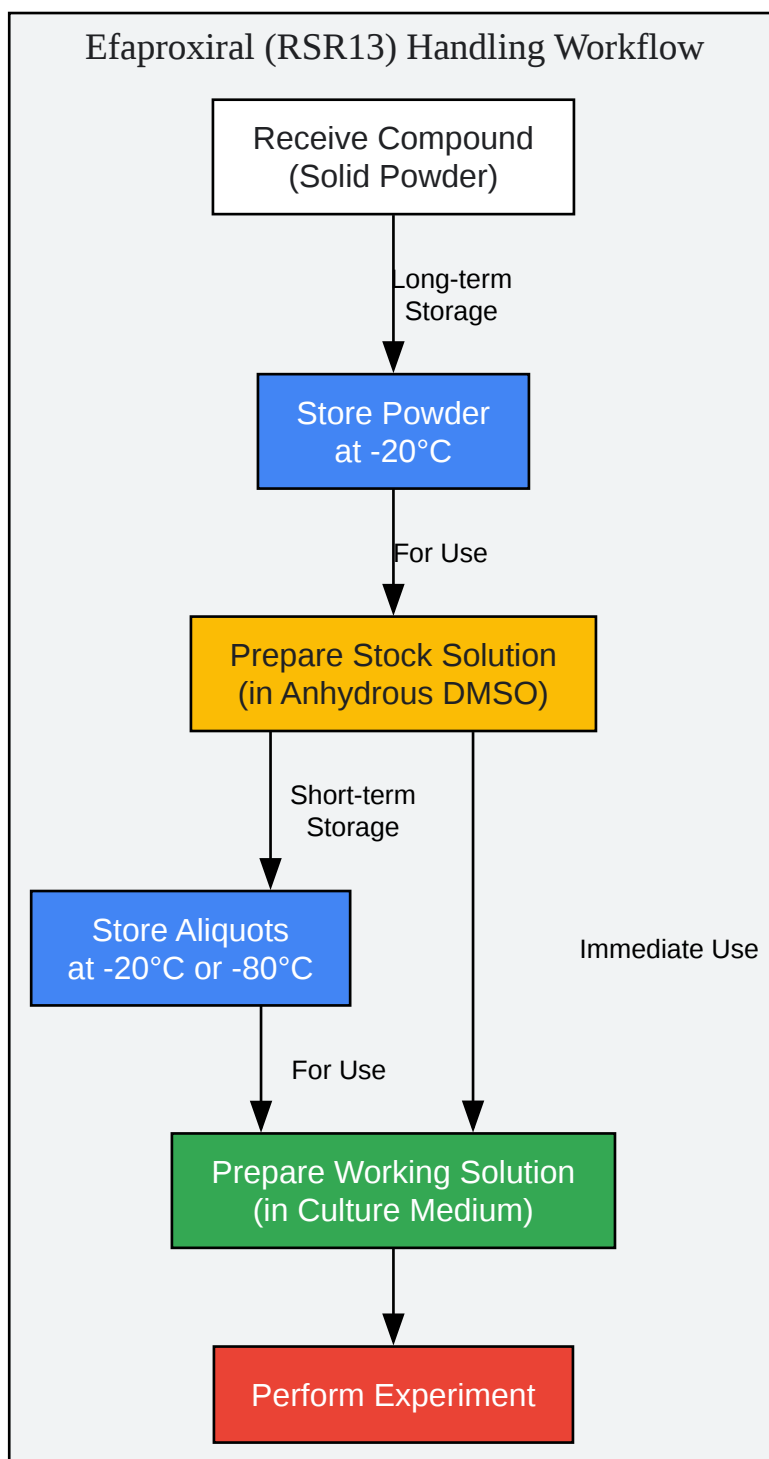 Efaproxiral (RSR13) Handling Workflow
Receive Compound
(Solid Powder)
Long-term
Storage
Store Powder
at -20°C
For Use
Prepare Stock Solution
(in Anhydrous DMSO)
Short-term
Storage
Store Aliquots
at -20°C or -80°C
Immediate Use
For Use
Prepare Working Solution
(in Culture Medium)
Perform Experiment